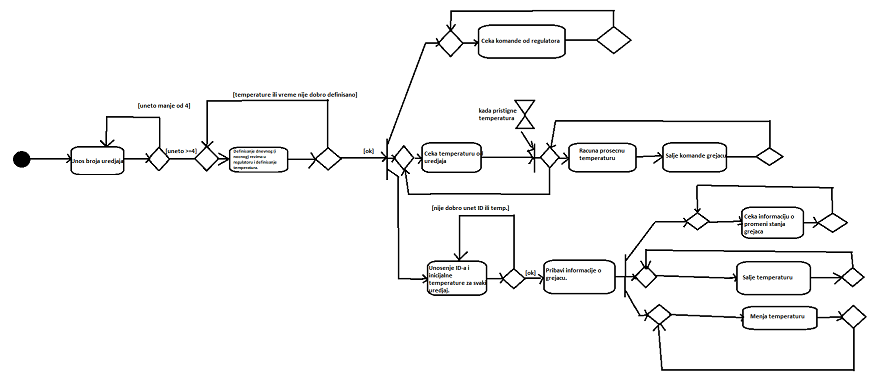 Ceka komande od regulatora
[temperature ili vreme nije dobro definisano]
[uneto manje od 4]
kada pristigne
temperatura
Unos broja uredjaja
[uneto >=4]
Definisanje dnevnog i
nocnog rezima u
regulatoru i definisanje
temperatura
[ok]
Ceka temperaturu od
uredjaja
Racuna prosecnu
temperaturu
Salje komande grejacu
[nije dobro unet ID ili temp.]
Unosenje ID-a i
inicijalne
temperature za svaki
uredjaj.
[ok]
Pribavi informacije o
grejacu.
Ceka informaciju o
promeni stanja
grejaca
Salje temperaturu
Menja temperaturu